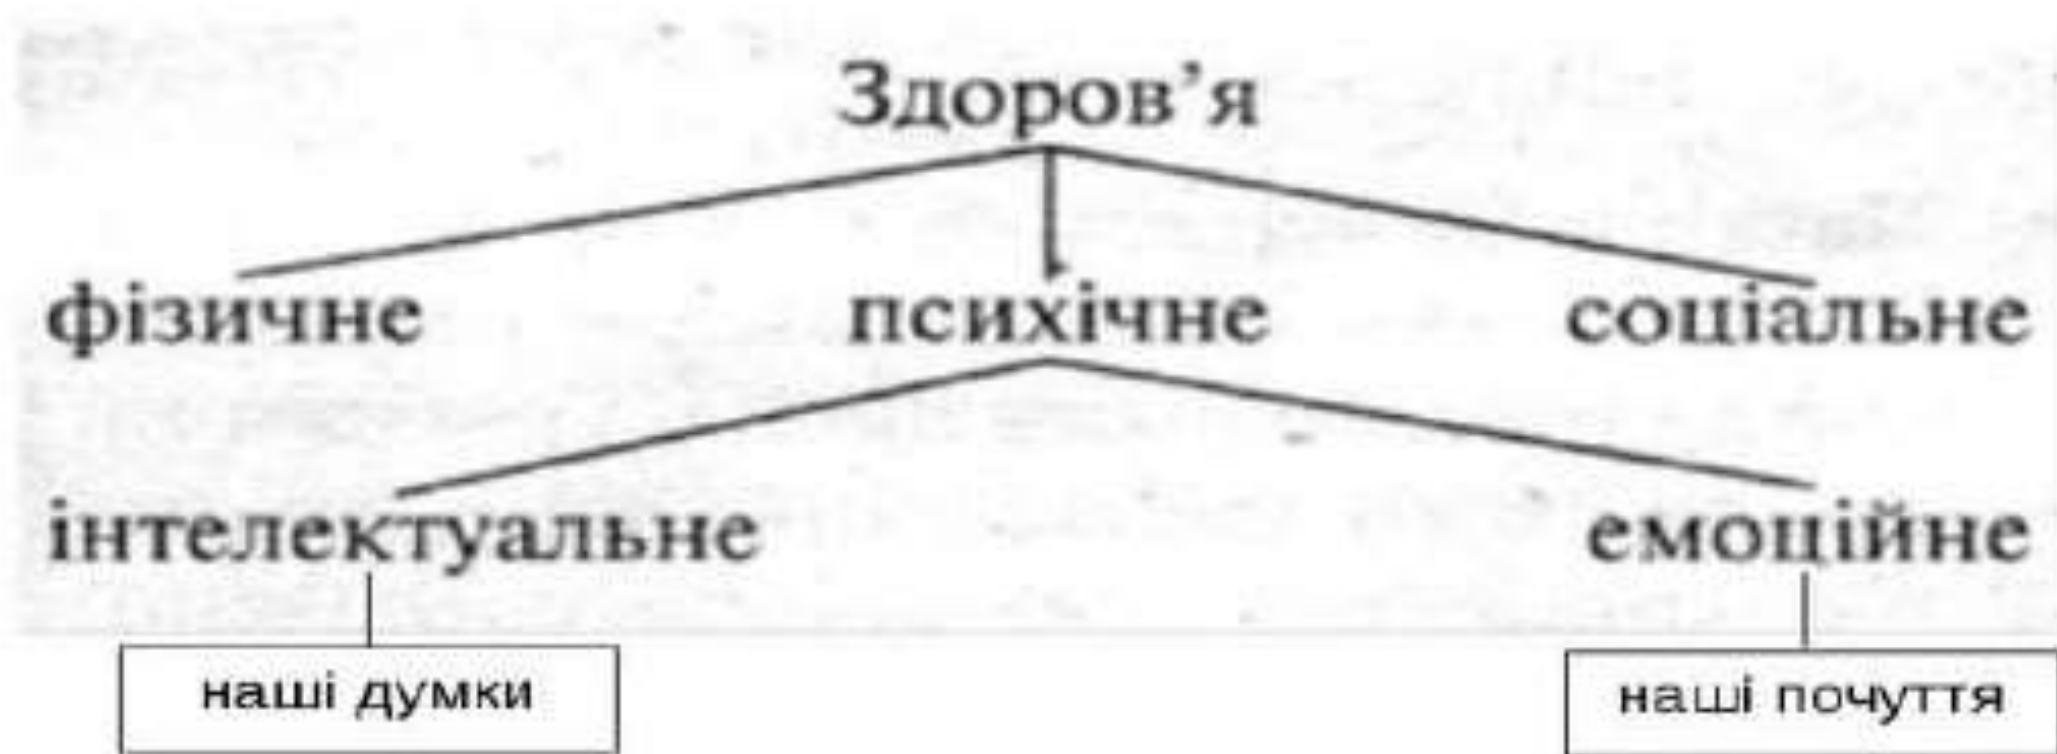 Здоров’я
фізичне психічне соціальне
інтелектуальне емоційне
наші думки наші почуття